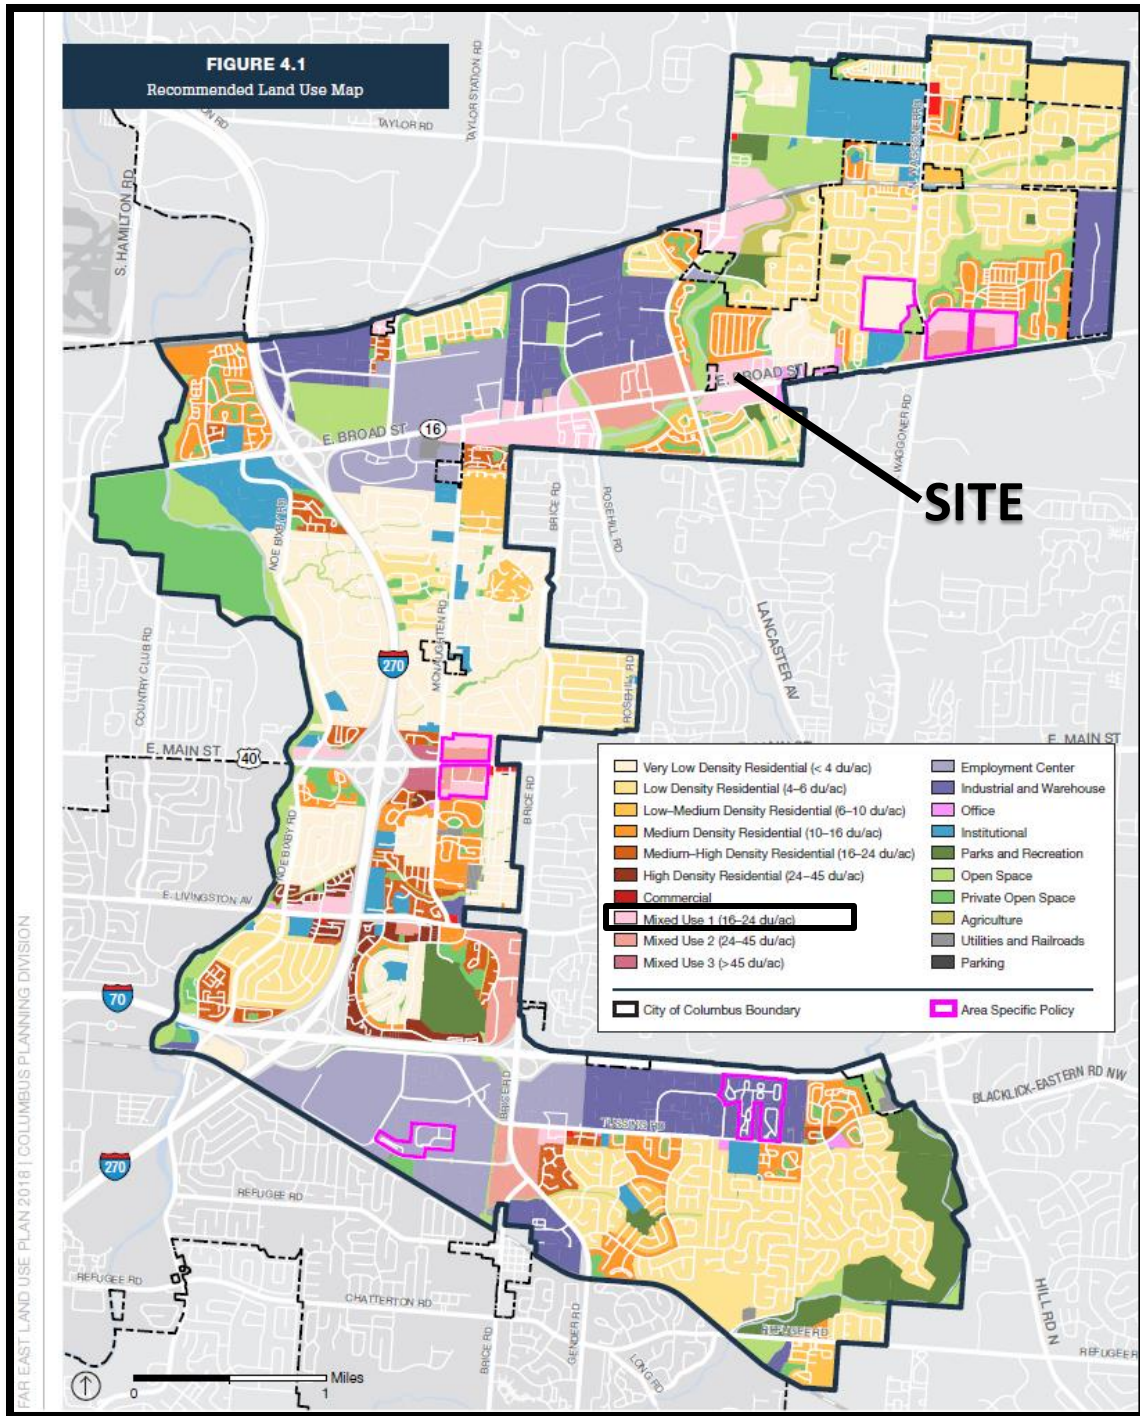 FIGURE 4.1
Recommended Land Use Map
ON RD
TAYLOR RD
TAYLOR STATION RD
S. HAMILTON RD
N. WAGGONER RD
E. BROAD ST
E. BROAD ST
16
SITE
WAGGONER RD
NOE BIXBY RD
BRICE RD
ROSEHILL RD
LANCASTER AV
COUNTRY CLUB RD
MCNAUGHTEN RD
270
ROSEHILL RD
E. MAIN ST
40
E. MAIN ST
BRICE RD
NOE BIXBY RD
E. LIVINGSTON AV
Very Low Density Residential (< 4 du/ac)
Low Density Residential (4–6 du/ac)
Low–Medium Density Residential (6–10 du/ac)
Medium Density Residential (10–16 du/ac)
Medium–High Density Residential (16–24 du/ac)
High Density Residential (24–45 du/ac)
Commercial
Mixed Use 1 (16–24 du/ac)
Mixed Use 2 (24–45 du/ac)
Mixed Use 3 (>45 du/ac)
Employment Center
Industrial and Warehouse
Office
Institutional
Parks and Recreation
Open Space
Private Open Space
Agriculture
Utilities and Railroads
Parking
City of Columbus Boundary
Area Specific Policy
70
BLACKLICK-EASTERN RD NW
BRICE RD
TUSSING RD
270
REFUGEE RD
REFUGEE RD
CHATTERTON RD
BRICE RD
GENDER RD
LONG RD
REFUGEE RD
HILL RD N
REFUGEE R
Miles
0
1
FAR EAST LAND USE PLAN 2018 | COLUMBUS PLANNING DIVISION